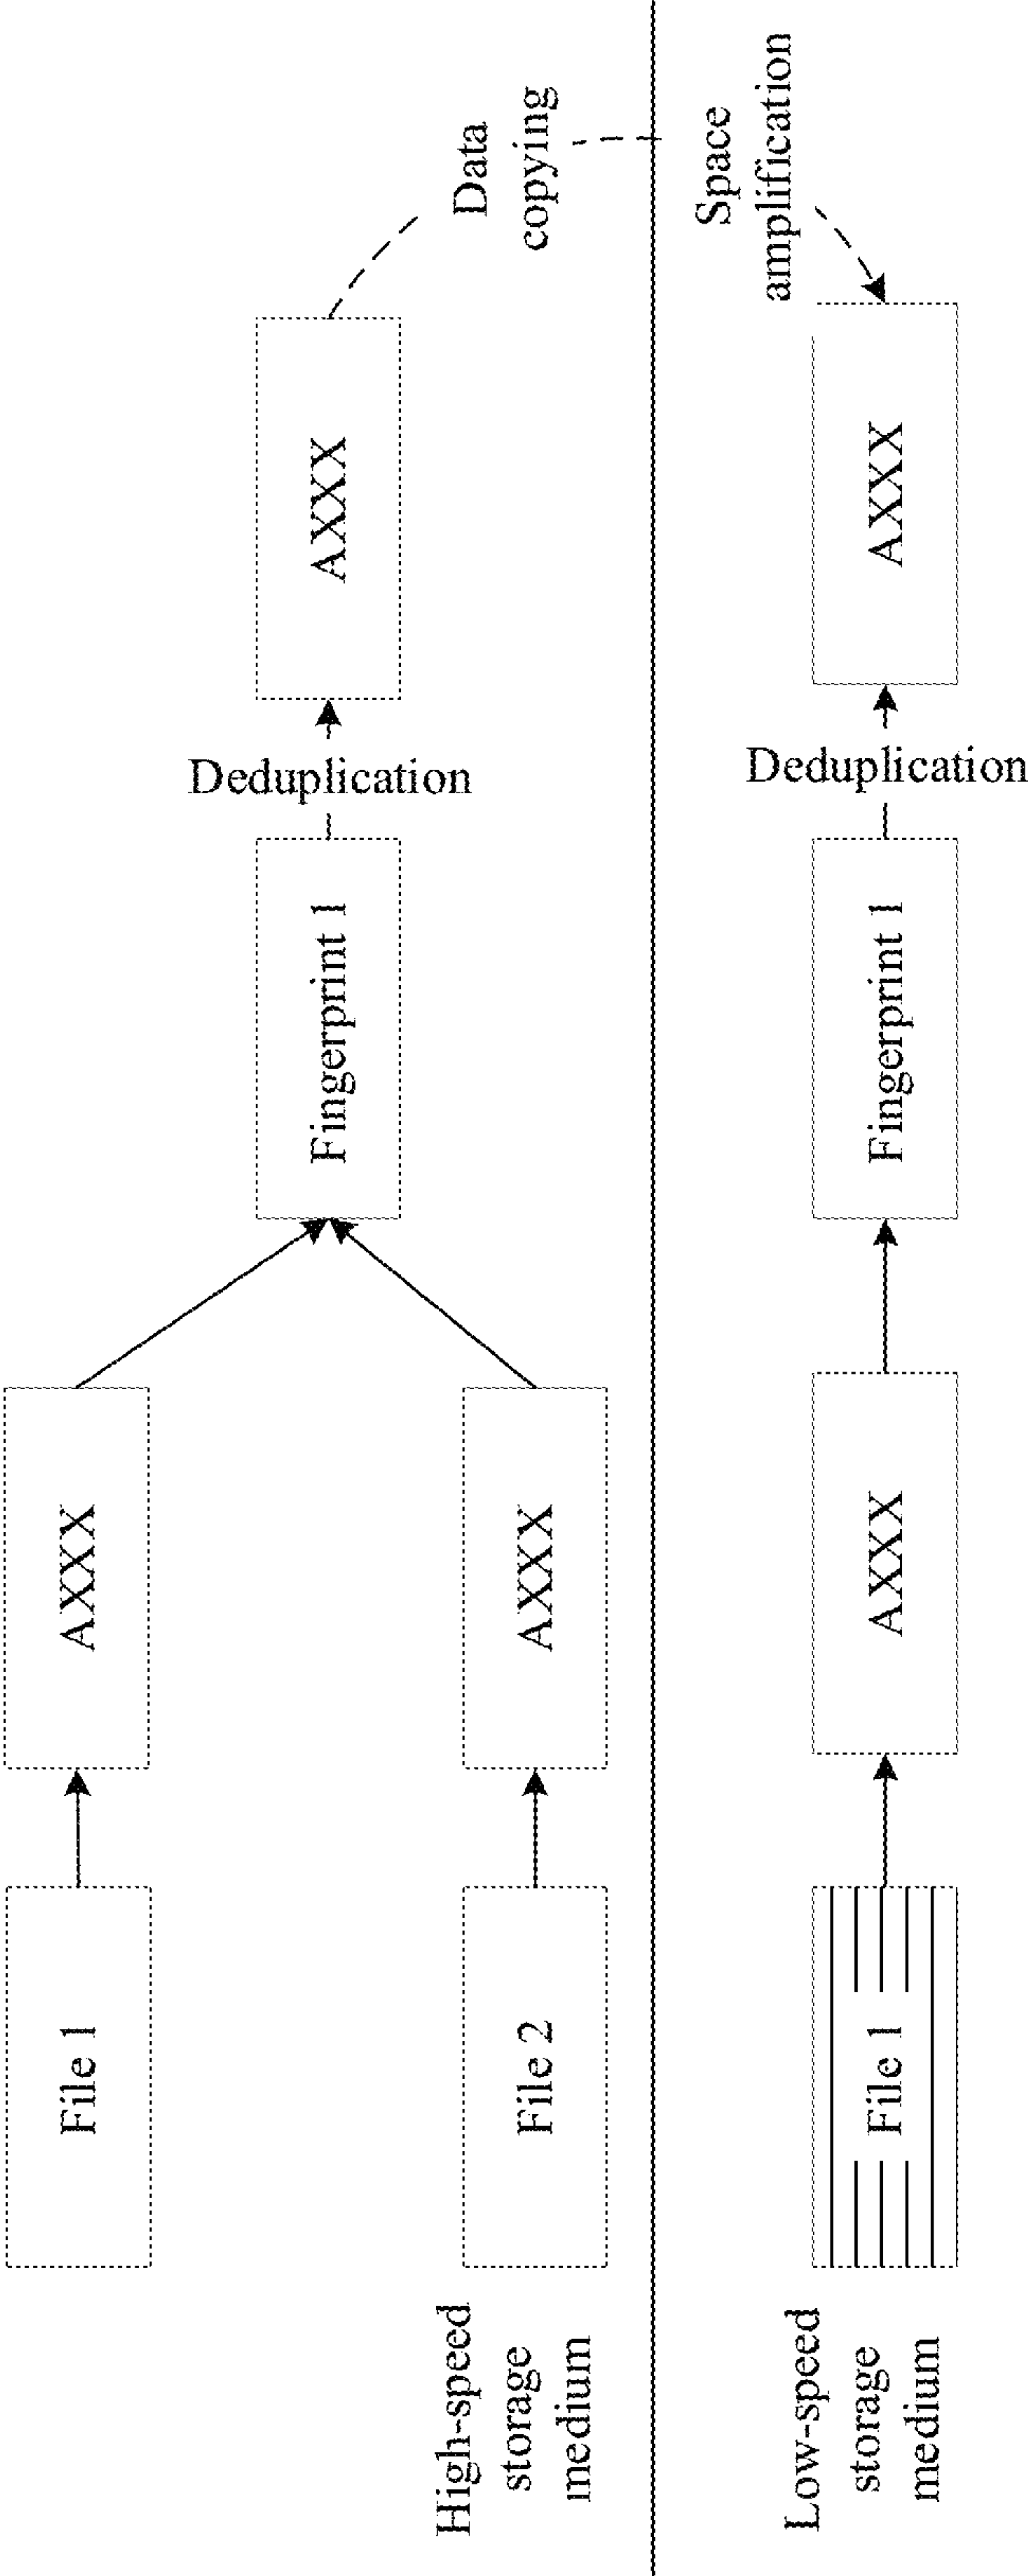 File 1
AXXX
Fingerprint 1
Deduplication
AXXX
Data
copying
High-speed
storage
medium
File 2
AXXX
Low-speed
storage
medium
File 1
AXXX
Fingerprint 1
Deduplication
AXXX
Space
amplification